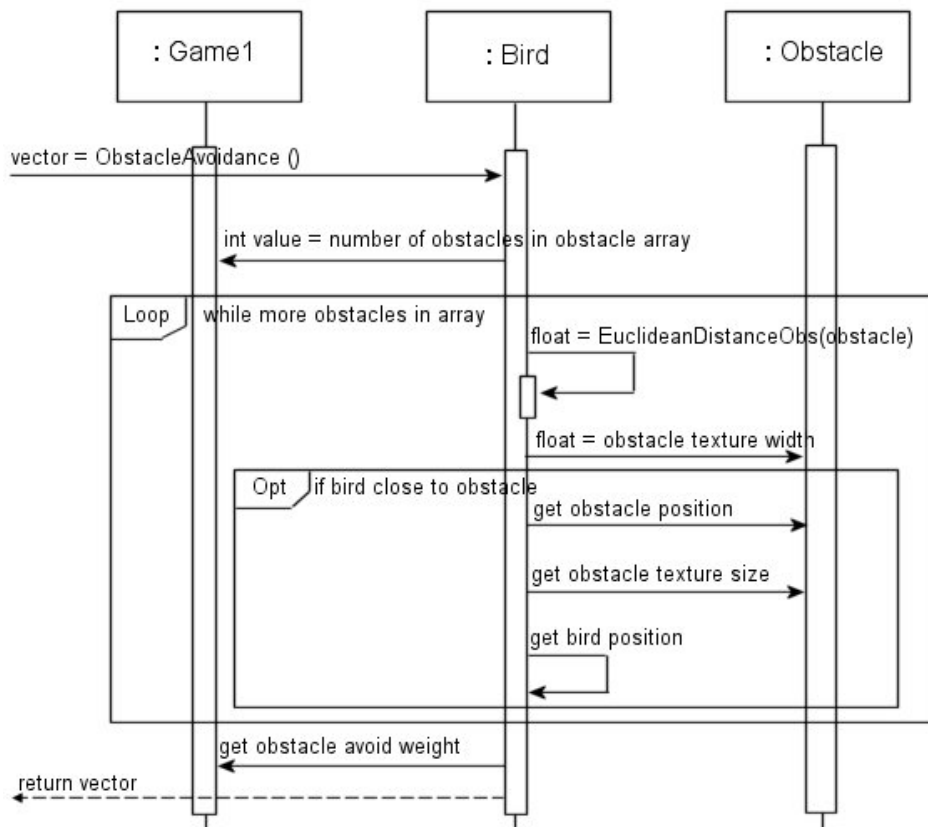 : Game1
: Bird
: Obstacle
vector = ObstacleAvoidance ()
int value = number of obstacles in obstacle array
Loop
while more obstacles in array
float = EuclideanDistanceObs(obstacle)
float = obstacle texture width
Opt
if bird close to obstacle
get obstacle position
get obstacle texture size
get bird position
get obstacle avoid weight
return vector